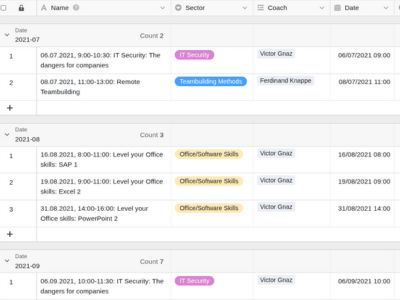 Name Sector Coach Date
Date
2021-07 Count 2
1 06.07.2021, 9:00-10:30: IT Security: The IT Security Victor Gnaz 06/07/2021 09:00
dangers for companies
2 08.07.2021, 11:00-13:00: Remote Teambuilding Methods Ferdinand Knappe 08/07/2021 11:00
Teambuilding
Date
2021-08 Count 3
1 16.08.2021, 8:00-11:00: Level your Office Office/Software Skills Victor Gnaz 16/08/2021 08:00
skills: SAP 1
2 19.08.2021, 9:00-11:00: Level your Office Office/Software Skills Victor Gnaz 19/08/2021 09:00
skills: Excel 2
3 31.08.2021, 14:00-16:00: Level your Office/Software Skills Victor Gnaz 31/08/2021 14:00
Office skills: PowerPoint 2
Date
2021-09 Count 7
1 06.09.2021, 10:00-11:30: IT Security: The IT Security Victor Gnaz 06/09/2021 10:00
dangers for companies